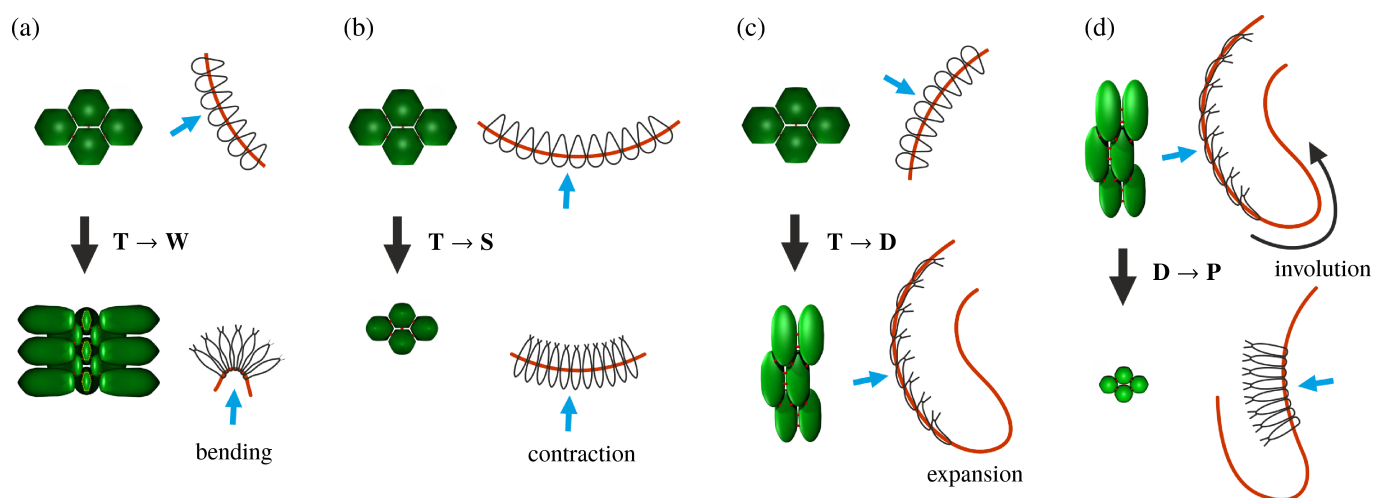 (a)
(b)
(c)
(d)
T → W
T → S
T → D
D → P
involution
bending
contraction
expansion